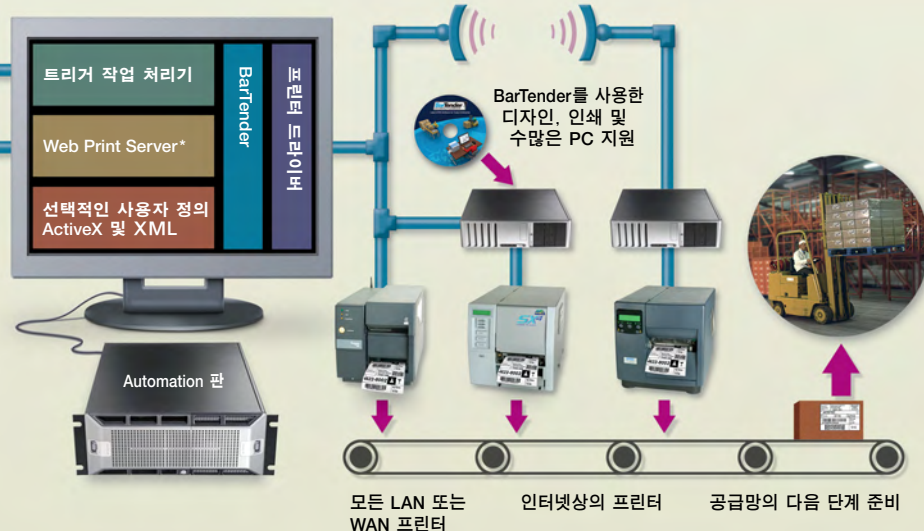 트리거 작업 처리기
Web Print Server*
선택적인 사용자 정의
ActiveX 및 XML
BarTender
프린터 드라이버
BarTender를 사용한
디자인, 인쇄 및
수많은 PC 지원
BarTender
Automation 판
모든 LAN 또는
WAN 프린터
인터넷상의 프린터
공급망의 다음 단계 준비